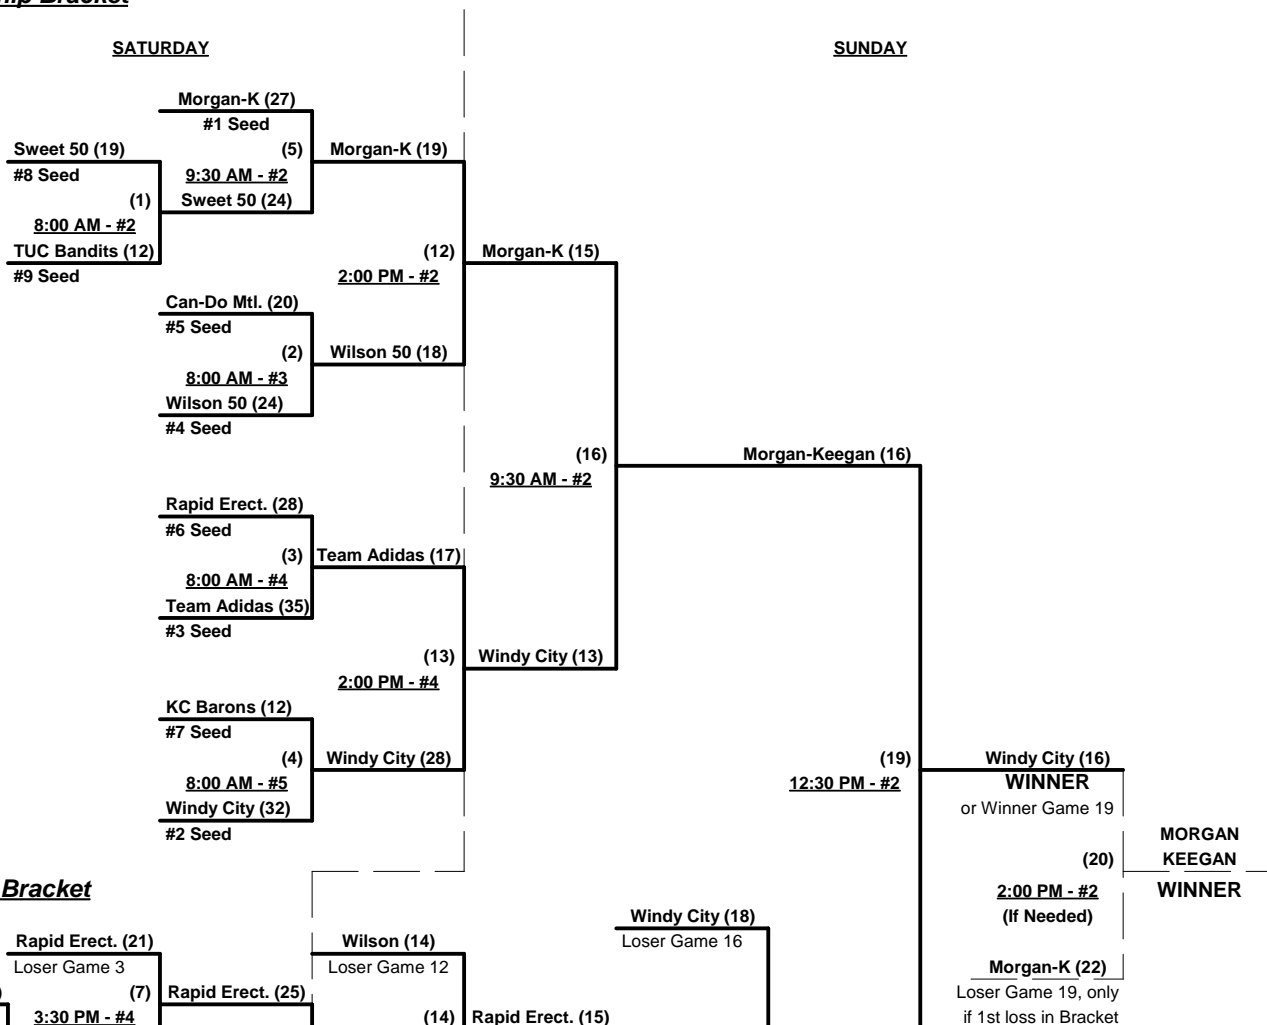 Bracket
SATURDAY
SUNDAY
Morgan-K (27)
#1 Seed
Sweet 50 (19)
(5)
Morgan-K (19)
#8 Seed
9:30 AM - #2
(1)
Sweet 50 (24)
8:00 AM - #2
TUC Bandits (12)
(12)
Morgan-K (15)
#9 Seed
2:00 PM - #2
Can-Do Mtl. (20)
#5 Seed
(2)
Wilson 50 (18)
8:00 AM - #3
Wilson 50 (24)
#4 Seed
(16)
Morgan-Keegan (16)
9:30 AM - #2
Rapid Erect. (28)
#6 Seed
(3)
Team Adidas (17)
8:00 AM - #4
Team Adidas (35)
#3 Seed
(13)
Windy City (13)
2:00 PM - #4
KC Barons (12)
#7 Seed
(4)
Windy City (28)
(19)
Windy City (16)
8:00 AM - #5
12:30 PM - #2
WINNER
Windy City (32)
or Winner Game 19
#2 Seed
MORGAN
(20)
KEEGAN
Bracket
2:00 PM - #2
WINNER
(If Needed)
Windy City (18)
Rapid Erect. (21)
Wilson (14)
Loser Game 16
Loser Game 3
Loser Game 12
Morgan-K (22)
(7)
Rapid Erect. (25)
Loser Game 19, only
3:30 PM - #4
(14)
Rapid Erect. (15)
if 1st loss in Bracket